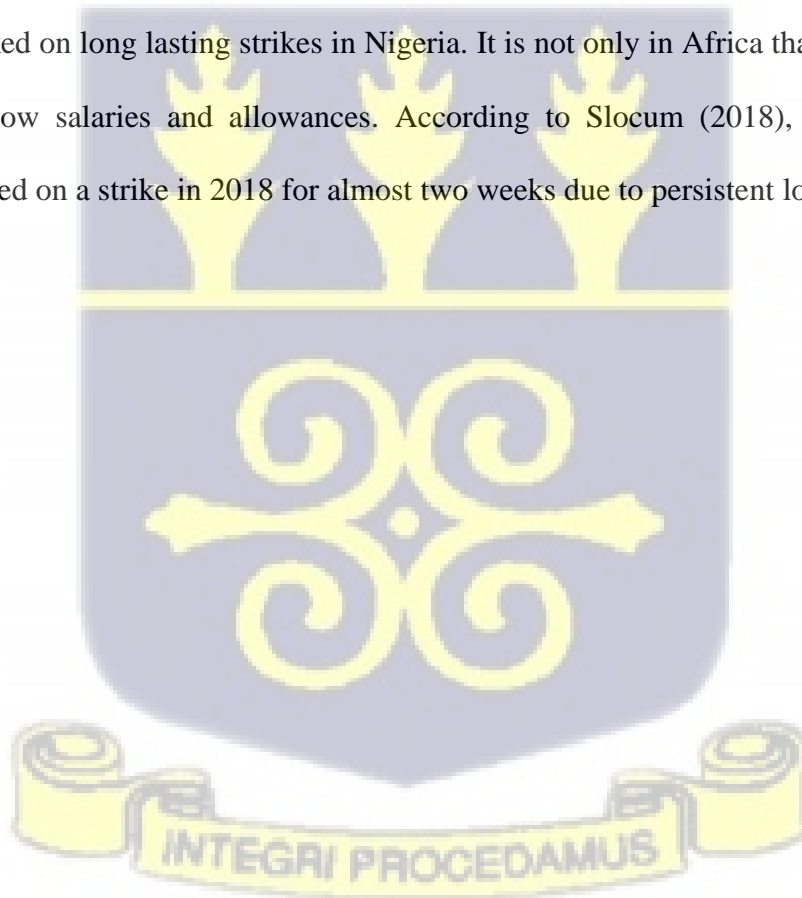 ed on long lasting strikes in Nigeria. It is not only in Africa tha
ow salaries and allowances. According to Slocum (2018),
ed on a strike in 2018 for almost two weeks due to persistent lo
INTEGRI PROCEDAMUS